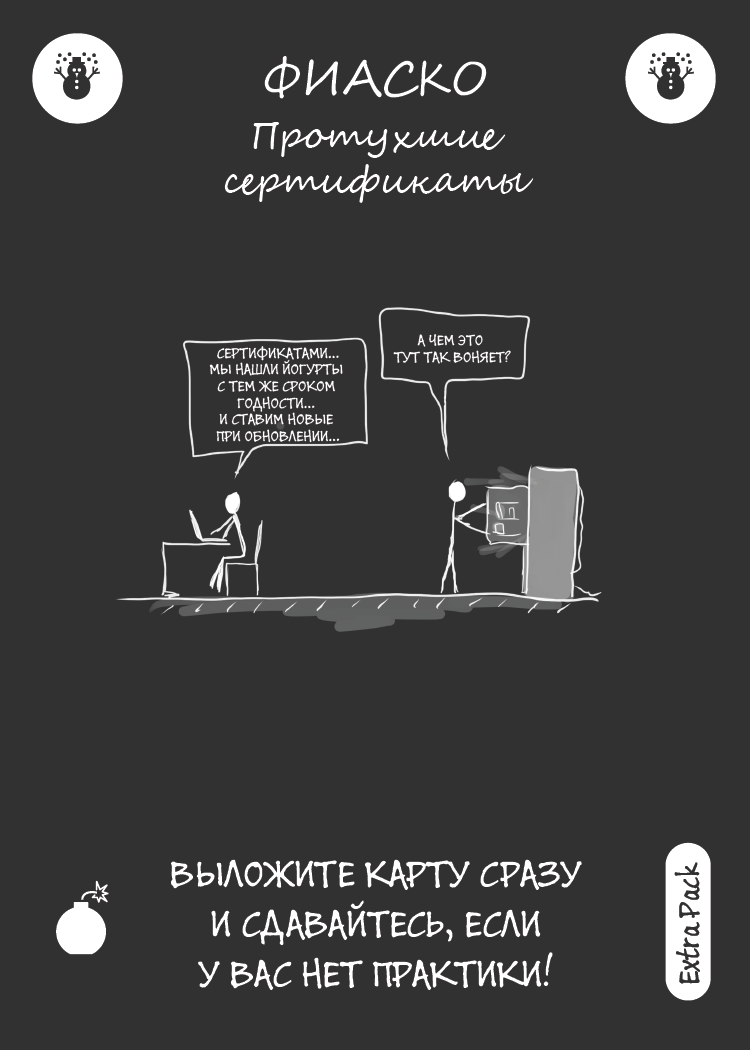 ФИАСКО
Протухшие
сертификаты
А ЧЕМ ЭТО
ТУТ ТАК ВОНЯЕТ?
СЕРТИФИКАТАМИ...
МЫ НАШЛИ ЙОГУРТЫ
С ТЕМ ЖЕ СРОКОМ
ГОДНОСТИ...
И СТАВИМ НОВЫЕ
ПРИ ОБНОВЛЕНИИ...
ВЫЛОЖИТЕ КАРТУ СРАЗУ
И СДАВАЙТЕСЬ, ЕСЛИ
У ВАС НЕТ ПРАКТИКИ!
Extra Pack